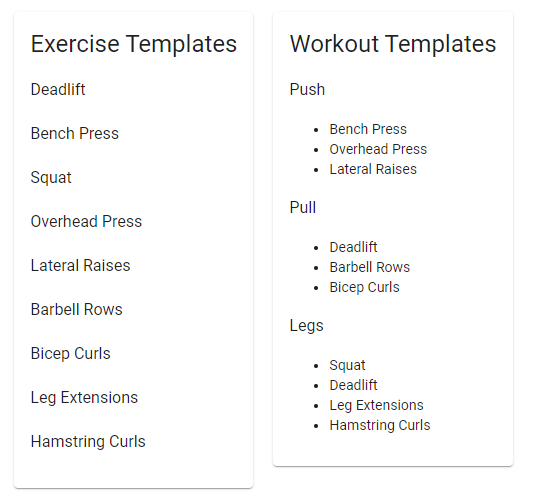 Exercise Templates
Deadlift
Bench Press
Squat
Overhead Press
Lateral Raises
Barbell Rows
Bicep Curls
Leg Extensions
Hamstring Curls
Workout Templates
Push
Bench Press
Overhead Press
Lateral Raises
Pull
Deadlift
Barbell Rows
Bicep Curls
Legs
Squat
Deadlift
Leg Extensions
Hamstring Curls